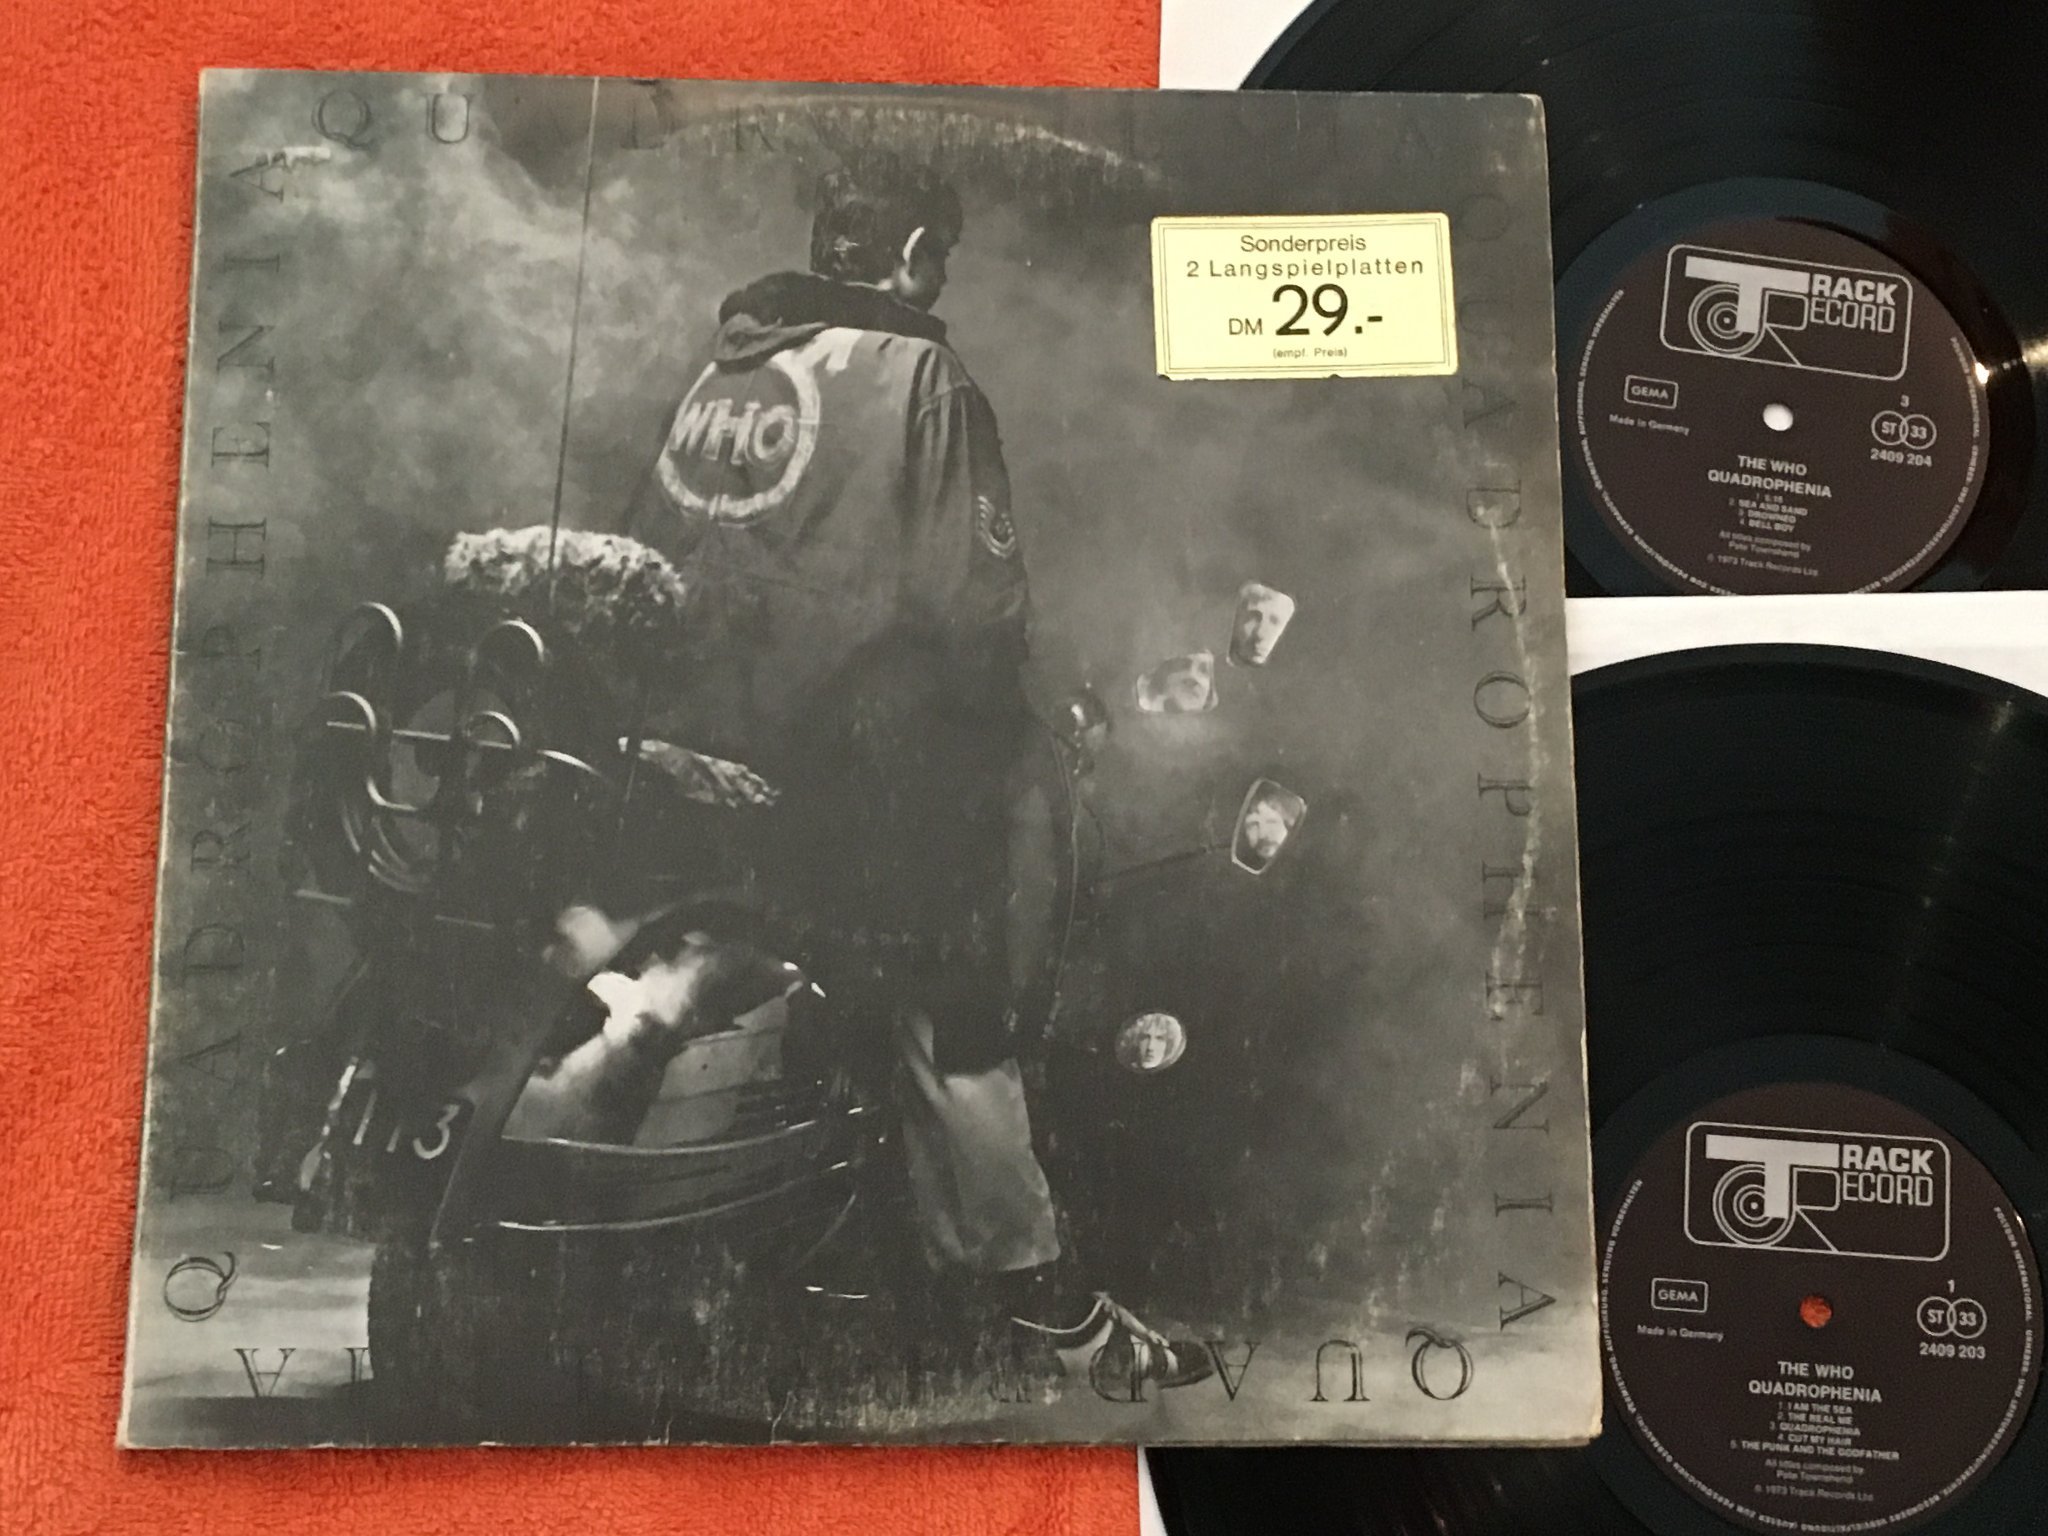 QUADROPHENIA
QUADROPHENIA
QUADROPHENIA
QUADROPHENIA
WHO
113
Sonderpreis
2 Langspielplatten
DM 29.-
(empf. Preis)
TRACK
RECORD
GEMA
Made in Germany
3
ST 33
2409 204
THE WHO
QUADROPHENIA
1. 5:15
2. SEA AND SAND
3. DROWNED
4. BELL BOY
All titles composed by
Pete Townshend
℗ 1973 Track Records Ltd
TRACK
RECORD
GEMA
Made in Germany
1
ST 33
2409 203
THE WHO
QUADROPHENIA
1. I AM THE SEA
2. THE REAL ME
3. QUADROPHENIA
4. CUT MY HAIR
5. THE PUNK AND THE GODFATHER
All titles composed by
Pete Townshend
℗ 1973 Track Records Ltd